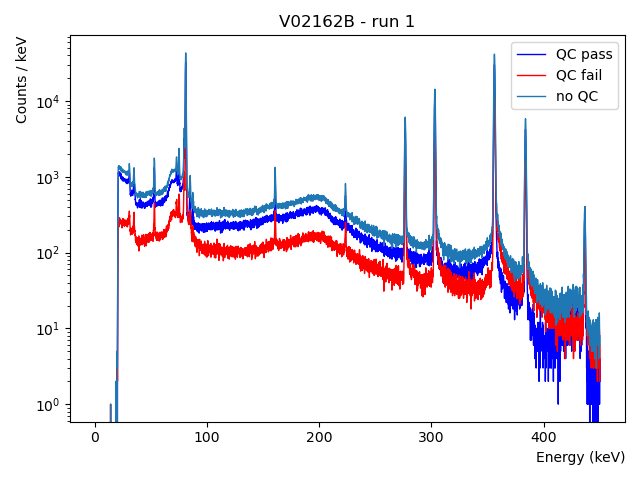 V02162B - run 1
Counts / keV
QC pass
QC fail
no QC
10⁴
10³
10²
10¹
10⁰
0 100 200 300 400
Energy (keV)